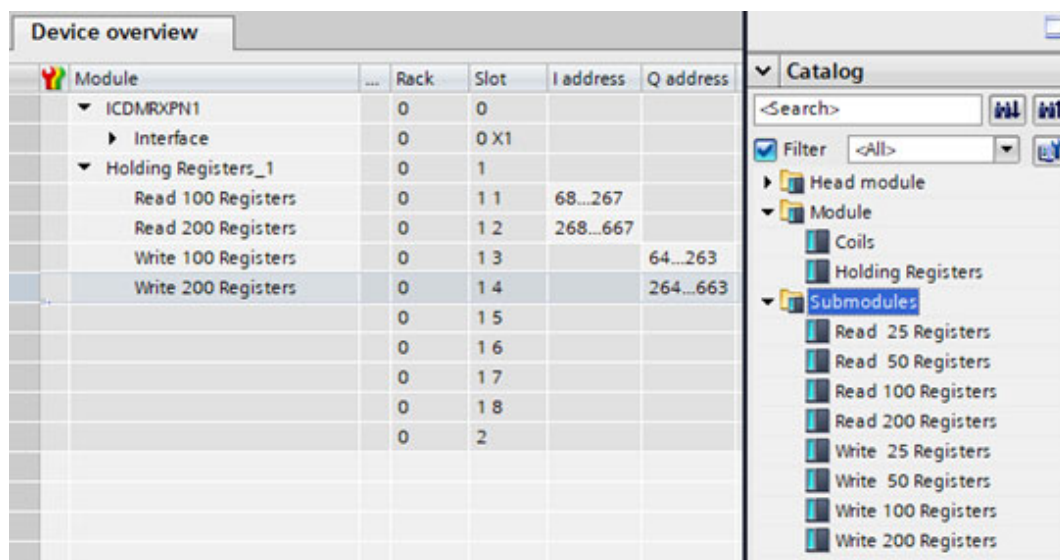 Device overview
Module ... Rack Slot I address Q address
ICDMRXPN1 0 0
Interface 0 0 X1
Holding Registers_1 0 1
Read 100 Registers 0 1 1 68...267
Read 200 Registers 0 1 2 268...667
Write 100 Registers 0 1 3 64...263
Write 200 Registers 0 1 4 264...663
0 1 5
0 1 6
0 1 7
0 1 8
0 2
Catalog
<Search>
Filter <All>
Head module
Module
Coils
Holding Registers
Submodules
Read 25 Registers
Read 50 Registers
Read 100 Registers
Read 200 Registers
Write 25 Registers
Write 50 Registers
Write 100 Registers
Write 200 Registers